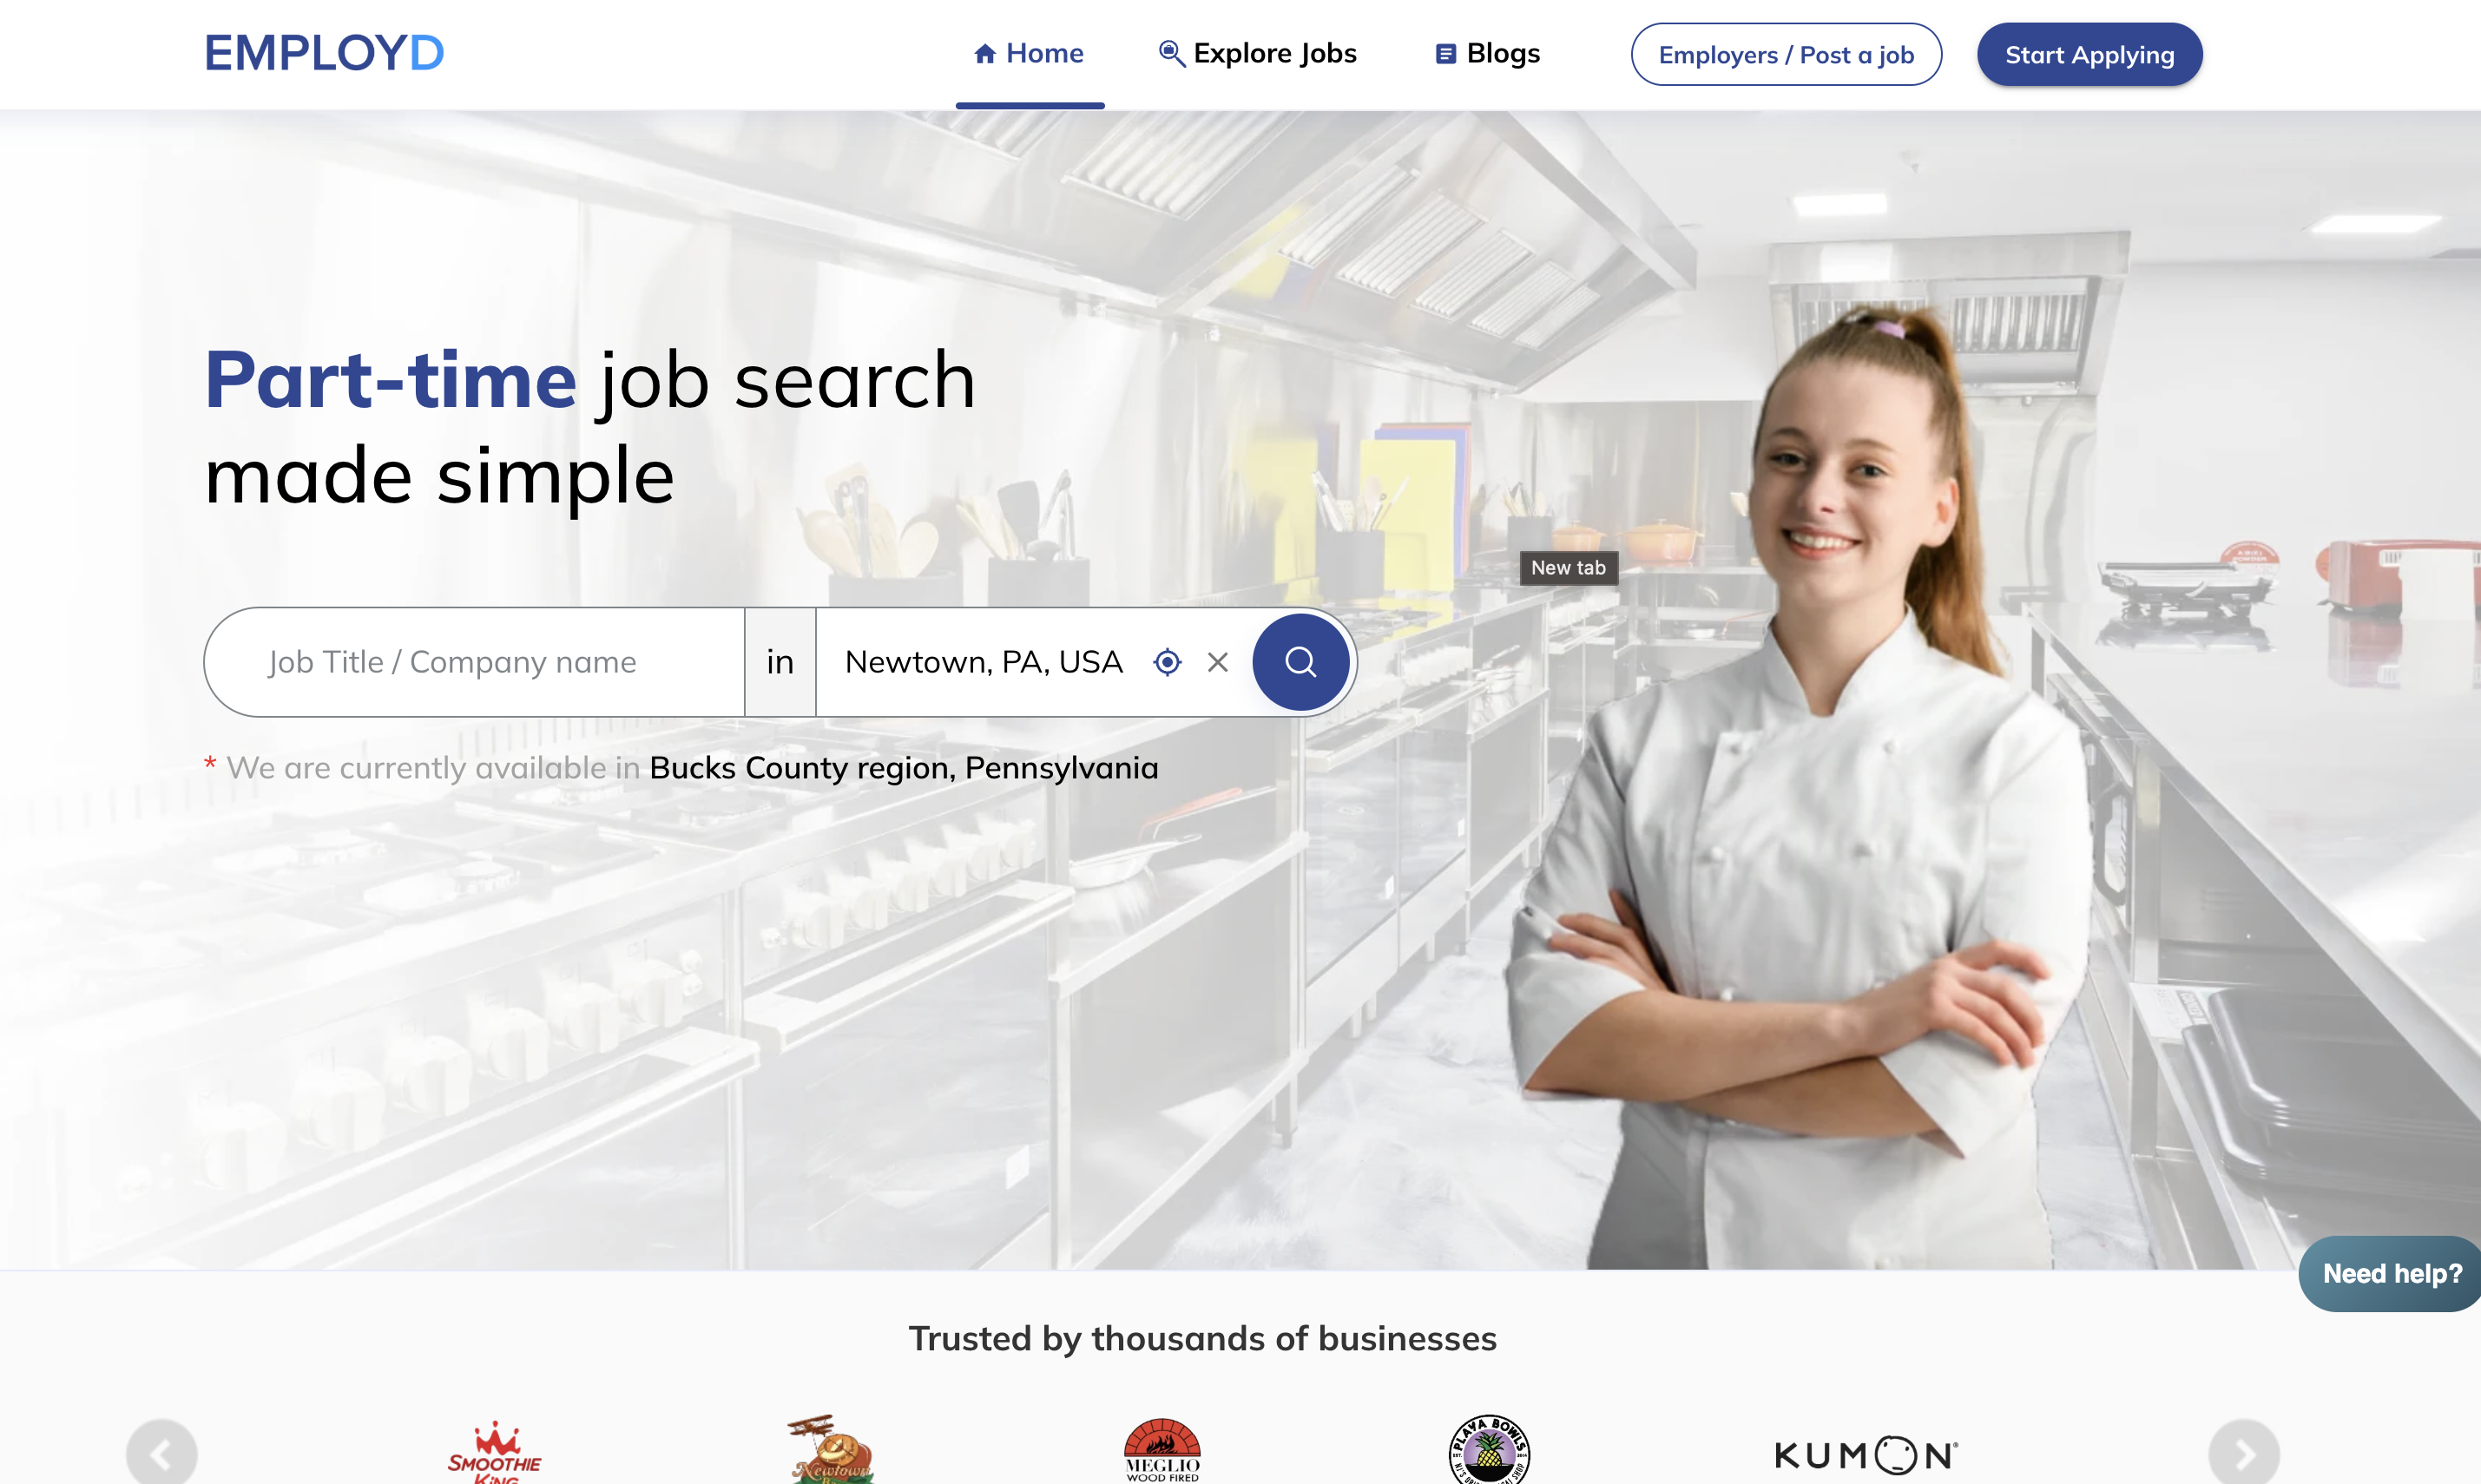 EMPLOYD
Home
Explore Jobs
Blogs
Employers / Post a job
Start Applying
Part-time job search
made simple
New tab
Job Title / Company name
in
Newtown, PA, USA
* We are currently available in Bucks County region, Pennsylvania
Need help?
Trusted by thousands of businesses
SMOOTHIE
KING
Newtown
MEGLIO
WOOD FIRED
PLAYA BOWLS
KUMON